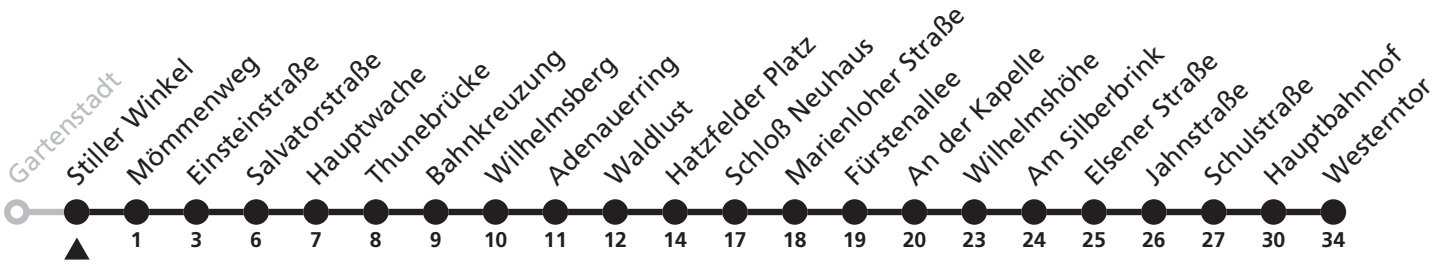 Gartenstadt
Stiller Winkel
Mömmenweg
Einsteinstraße
Salvatorstraße
Hauptwache
Thunebrücke
Bahnkreuzung
Wilhelmsberg
Adenauerring
Waldlust
Hatzfelder Platz
Schloß Neuhaus
Marienloher Straße
Fürstenallee
An der Kapelle
Wilhelmshöhe
Am Silberbrink
Elsener Straße
Jahnstraße
Schulstraße
Hauptbahnhof
Westerntor
1 3 6 7 8 9 10 11 12 14 17 18 19 20 23 24 25 26 27 30 34